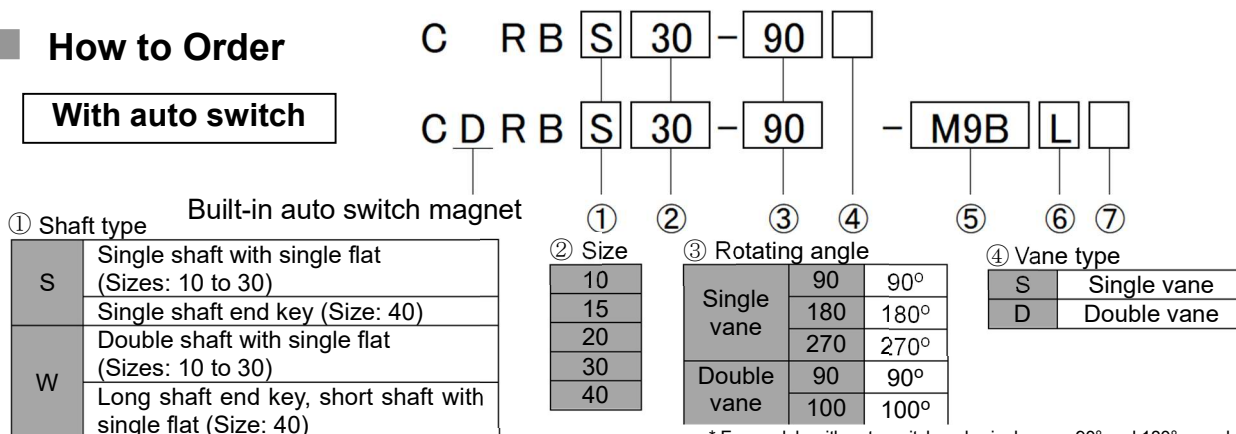 How to Order
C RB S 30 - 90
With auto switch
C D R B S 30 - 90 - M9B L
Built-in auto switch magnet
① ② ③ ④ ⑤ ⑥ ⑦
① Shaft type
S
Single shaft with single flat
(Sizes: 10 to 30)
Single shaft end key (Size: 40)
W
Double shaft with single flat
(Sizes: 10 to 30)
Long shaft end key, short shaft with
single flat (Size: 40)
② Size
10
15
20
30
40
③ Rotating angle
Single
vane
90 90°
180 180°
270 270°
Double
vane
90 90°
100 100°
④ Vane type
S Single vane
D Double vane